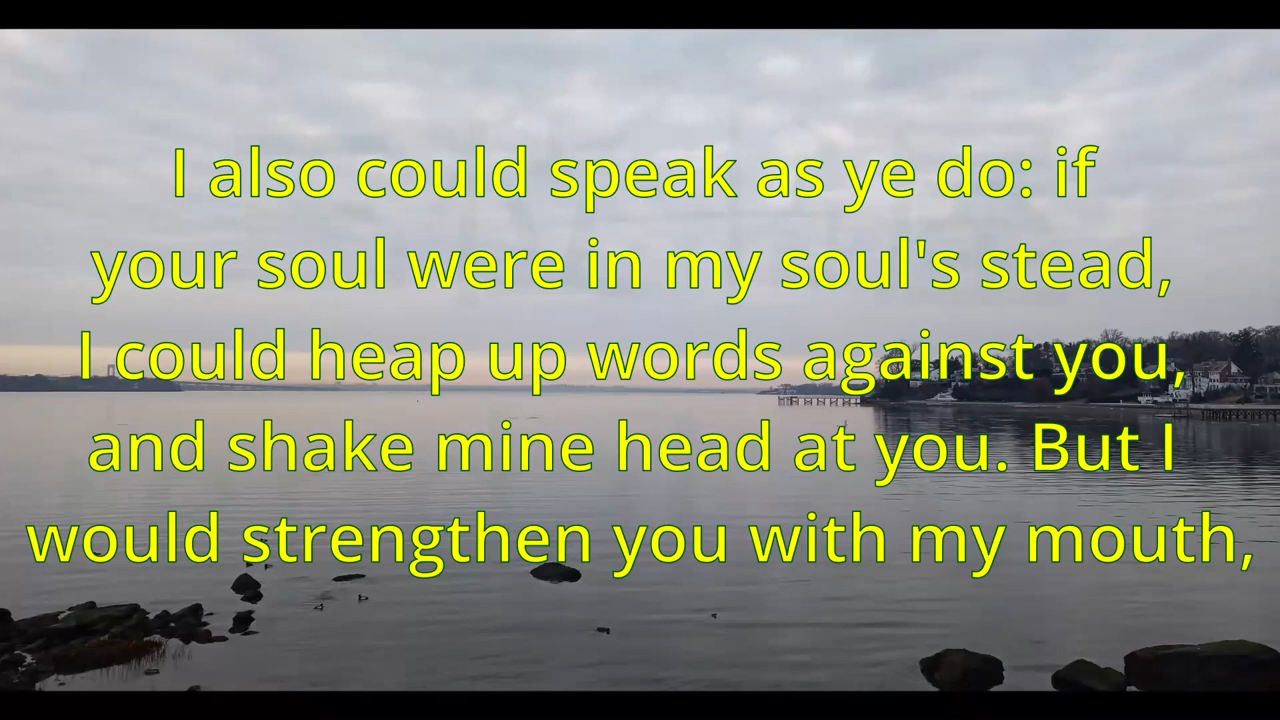 I also could speak as ye do: if
your soul were in my soul's stead,
I could heap up words against you,
and shake mine head at you. But I
would strengthen you with my mouth,